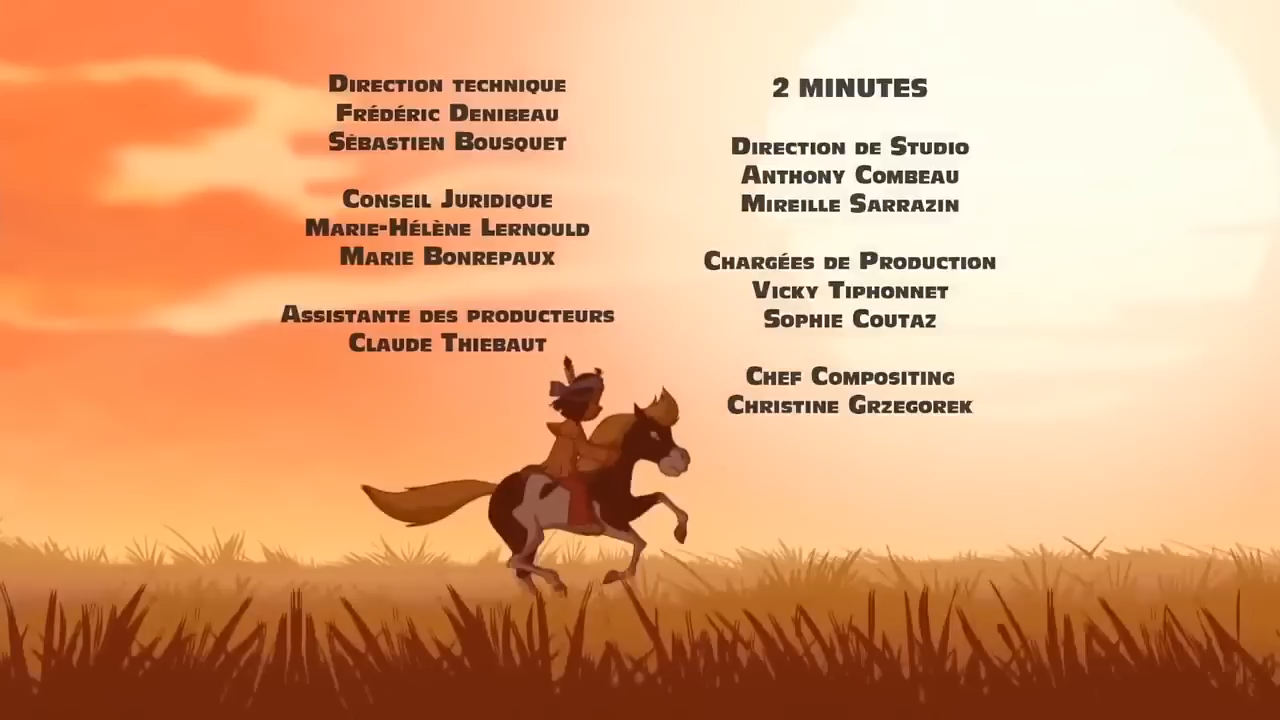 Direction technique
Frédéric Denibeau
Sébastien Bousquet
Conseil Juridique
Marie-Hélène Lernould
Marie Bonrepaux
Assistante des producteurs
Claude Thiebaut
2 MINUTES
Direction de Studio
Anthony Combeau
Mireille Sarrazin
Chargées de Production
Vicky Tiphonnet
Sophie Coutaz
Chef Compositing
Christine Grzegorek